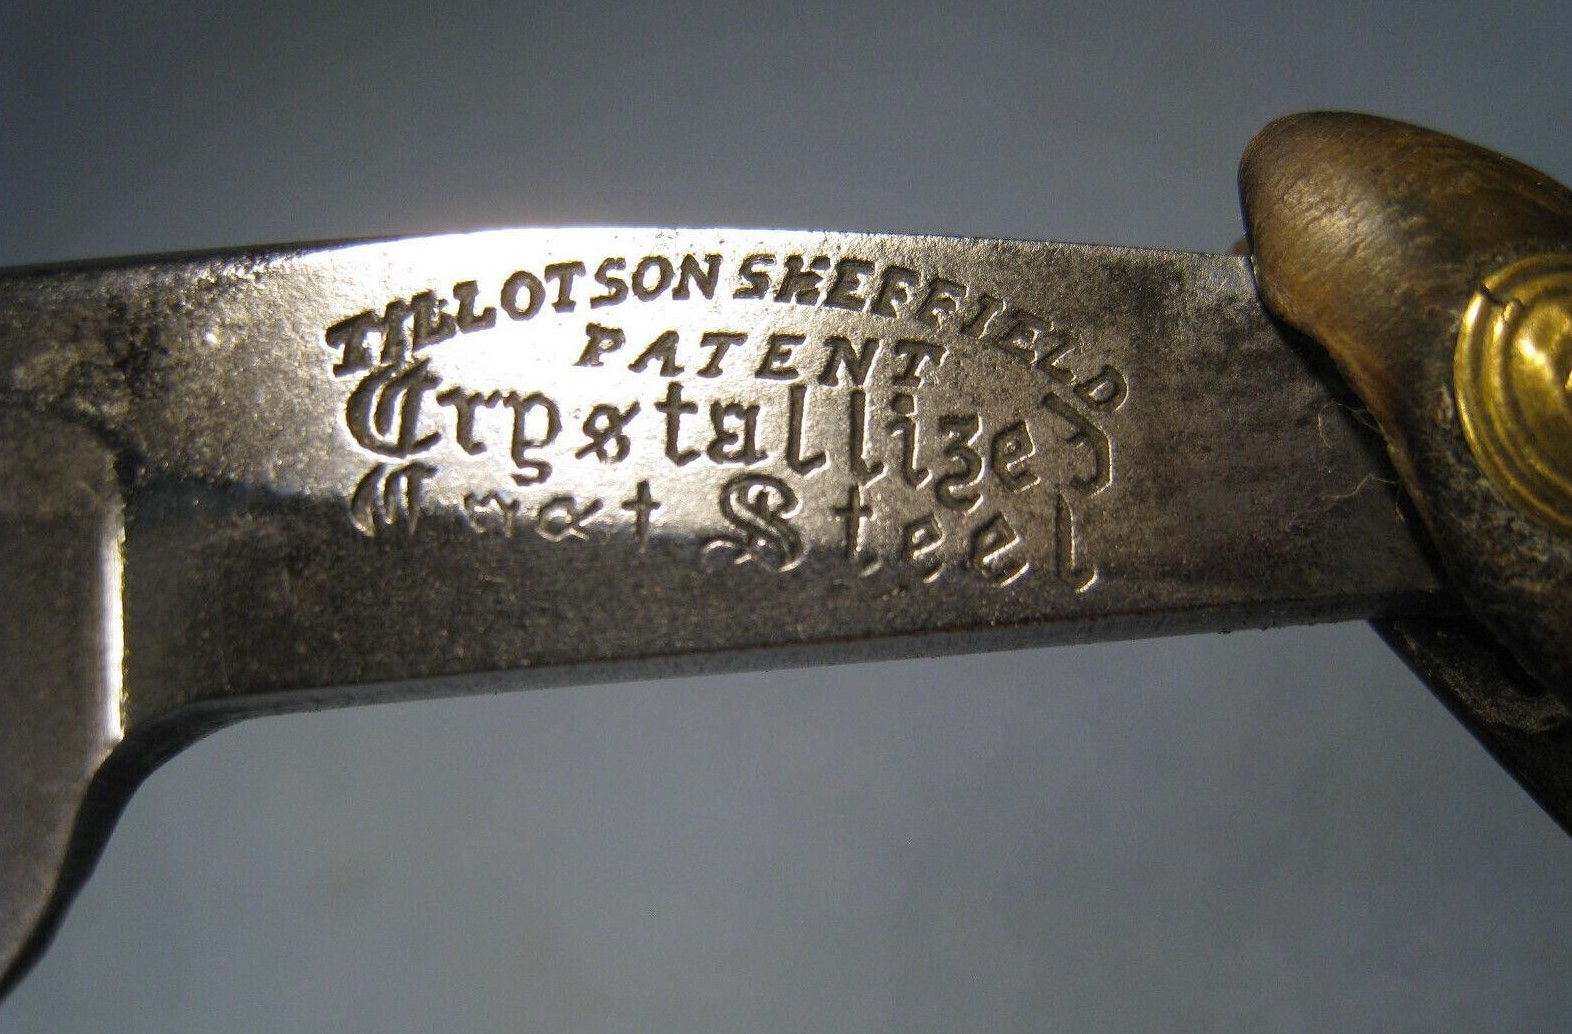 TILLOTSON SHEFFIELD
PATENT
Crystallized
Cast Steel